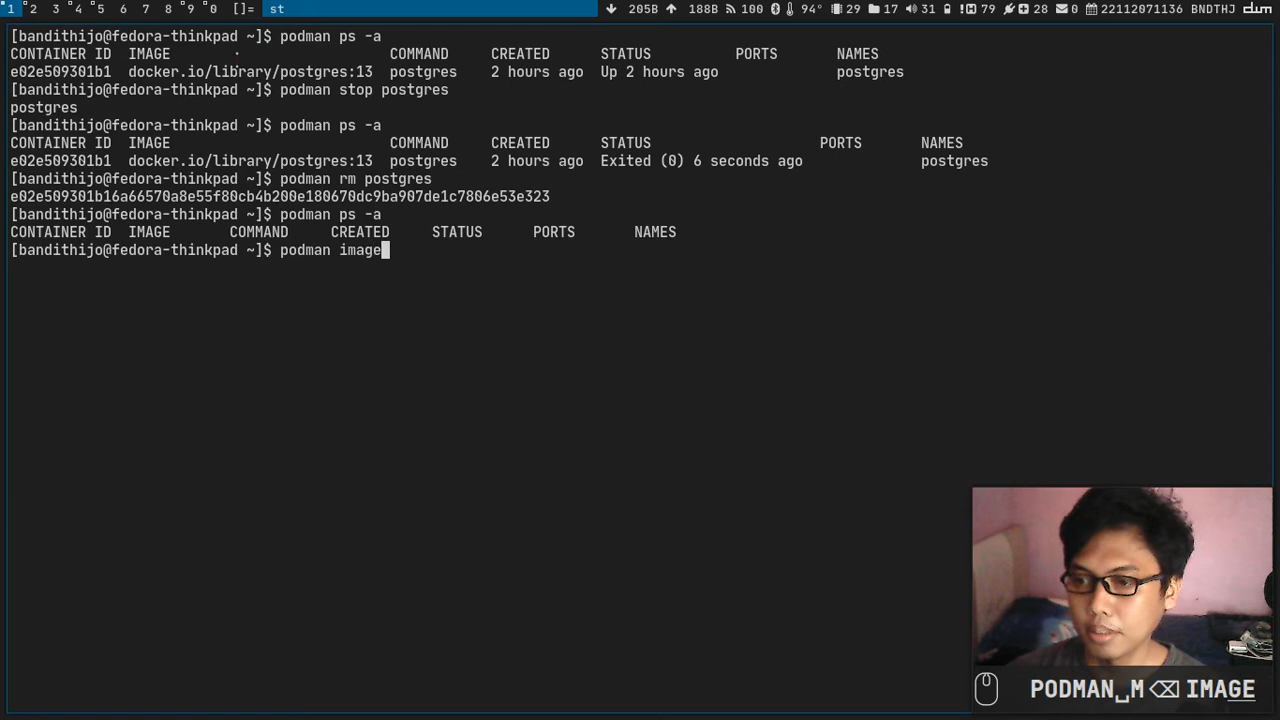 1 2 3 4 5 6 7 8 9 0 []= st 205B 188B 100 94° 29 17 31 79 28 0 22112071136 BNDTHJ dwm
[bandithijo@fedora-thinkpad ~]$ podman ps -a
CONTAINER ID IMAGE COMMAND CREATED STATUS PORTS NAMES
e02e509301b1 docker.io/library/postgres:13 postgres 2 hours ago Up 2 hours ago postgres
[bandithijo@fedora-thinkpad ~]$ podman stop postgres
postgres
[bandithijo@fedora-thinkpad ~]$ podman ps -a
CONTAINER ID IMAGE COMMAND CREATED STATUS PORTS NAMES
e02e509301b1 docker.io/library/postgres:13 postgres 2 hours ago Exited (0) 6 seconds ago postgres
[bandithijo@fedora-thinkpad ~]$ podman rm postgres
e02e509301b16a66570a8e55f80cb4b200e180670dc9ba907de1c7806e53e323
[bandithijo@fedora-thinkpad ~]$ podman ps -a
CONTAINER ID IMAGE COMMAND CREATED STATUS PORTS NAMES
[bandithijo@fedora-thinkpad ~]$ podman image
PODMAN␣M ⌫ IMAGE